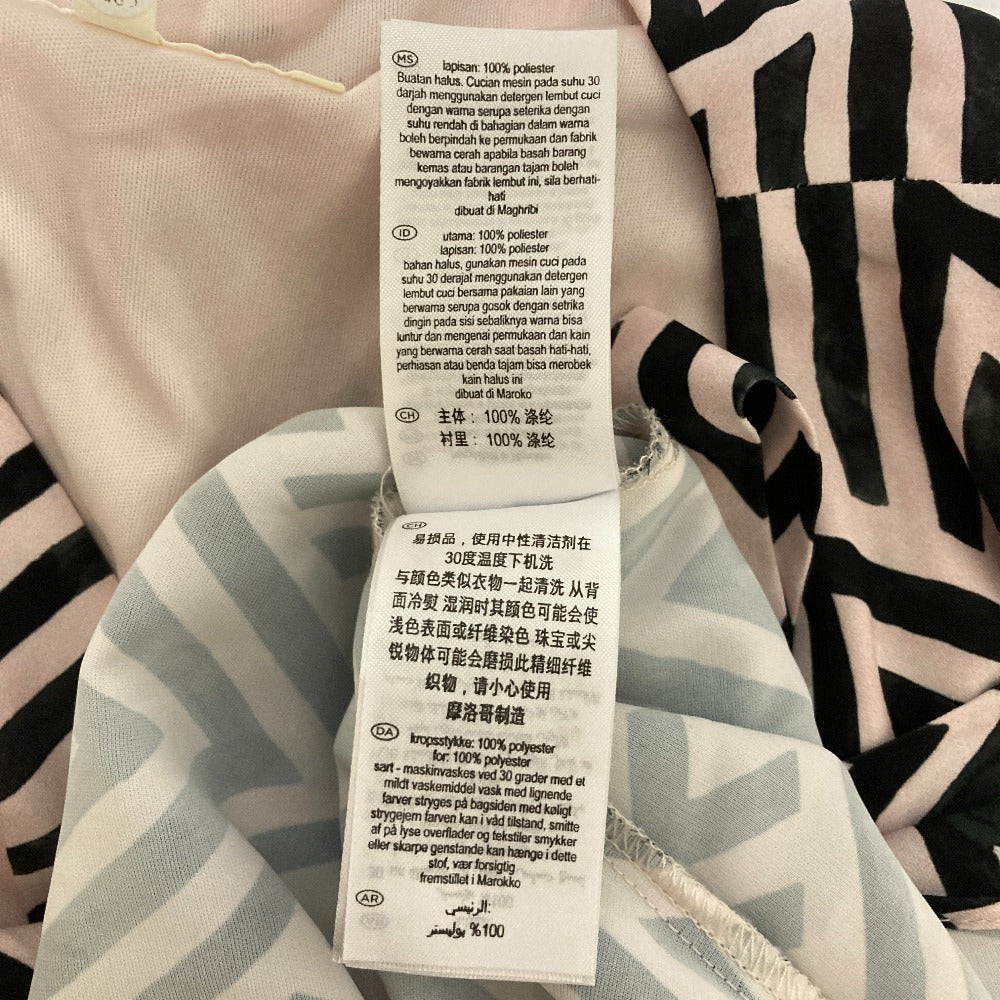 MS
lapisan: 100% poliester
Buatan halus. Cucian mesin pada suhu 30
darjah menggunakan detergen lembut cuci
dengan warna serupa seterika dengan
suhu rendah di bahagian dalam warna
boleh berpindah ke permukaan dan fabrik
bewarna cerah apabila basah barang
kemas atau barangan tajam boleh
mengoyakkan fabrik lembut ini, sila berhati-
hati
dibuat di Maghribi
ID
utama: 100% poliester
lapisan: 100% poliester
bahan halus, gunakan mesin cuci pada
suhu 30 derajat menggunakan detergen
lembut cuci bersama pakaian lain yang
berwarna serupa gosok dengan setrika
dingin pada sisi sebaliknya warna bisa
luntur dan mengenai permukaan dan kain
yang berwarna cerah saat basah hati-hati,
perhiasan atau benda tajam bisa merobek
kain halus ini
dibuat di Maroko
CH
主体：100% 涤纶
衬里：100% 涤纶
CH
易损品，使用中性清洁剂在
30度温度下机洗
与颜色类似衣物一起清洗 从背
面冷熨 湿润时其颜色可能会使
浅色表面或纤维染色 珠宝或尖
锐物体可能会磨损此精细纤维
织物，请小心使用
摩洛哥制造
DA
kropsstykke: 100% polyester
for: 100% polyester
sart - maskinvaskes ved 30 grader med et
mildt vaskemiddel vask med lignende
farver stryges på bagsiden med køligt
strygejern farven kan i våd tilstand, smitte
af på lyse overflader og tekstiler smykker
eller skarpe genstande kan hænge i dette
stof, vær forsigtig
fremstillet i Marokko
AR
الرئيسي:
100% بوليستر